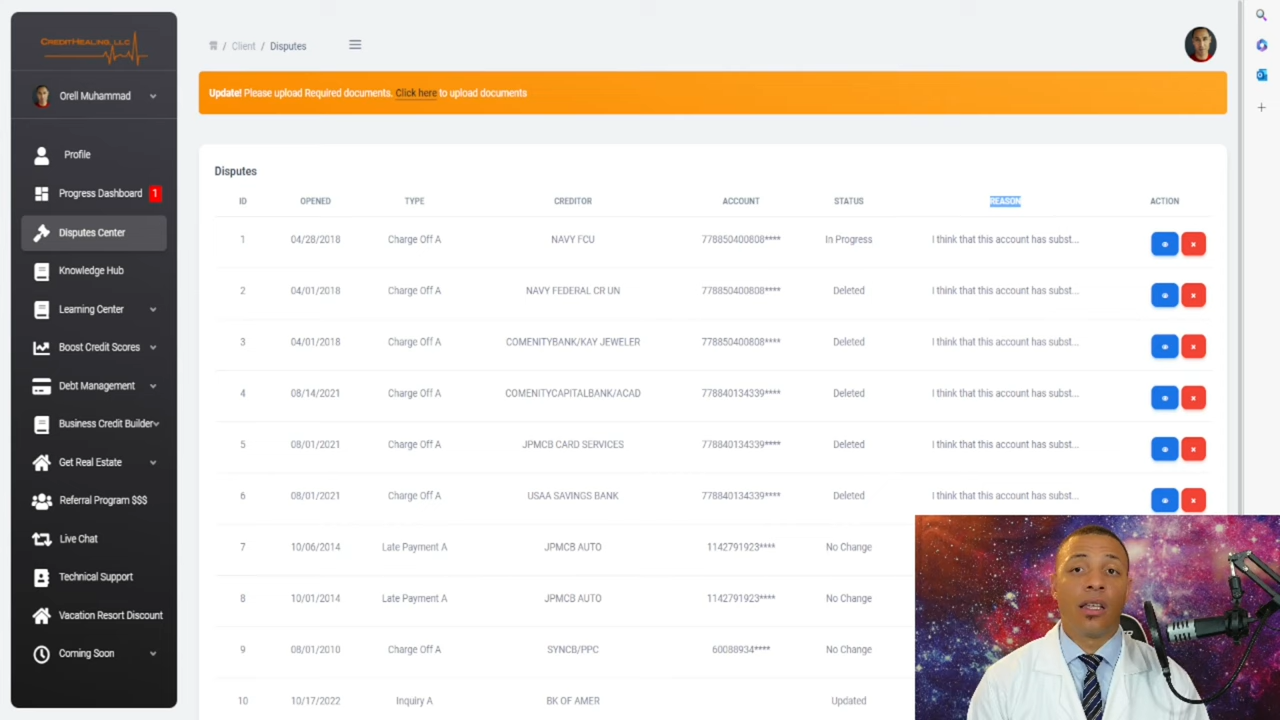 CREDITHEALING, LLC
/ Client / Disputes
Orell Muhammad
Update! Please upload Required documents. Click here to upload documents
Profile
Progress Dashboard 1
Disputes Center
Knowledge Hub
Learning Center
Boost Credit Scores
Debt Management
Business Credit Builder
Get Real Estate
Referral Program $$$
Live Chat
Technical Support
Vacation Resort Discount
Coming Soon
Disputes
ID OPENED TYPE CREDITOR ACCOUNT STATUS REASON ACTION
1 04/28/2018 Charge Off A NAVY FCU 778850400808**** In Progress I think that this account has subst...
2 04/01/2018 Charge Off A NAVY FEDERAL CR UN 778850400808**** Deleted I think that this account has subst...
3 04/01/2018 Charge Off A COMENITYBANK/KAY JEWELER 778850400808**** Deleted I think that this account has subst...
4 08/14/2021 Charge Off A COMENITYCAPITALBANK/ACAD 778840134339**** Deleted I think that this account has subst...
5 08/01/2021 Charge Off A JPMCB CARD SERVICES 778840134339**** Deleted I think that this account has subst...
6 08/01/2021 Charge Off A USAA SAVINGS BANK 778840134339**** Deleted I think that this account has subst...
7 10/06/2014 Late Payment A JPMCB AUTO 1142791923**** No Change
8 10/01/2014 Late Payment A JPMCB AUTO 1142791923**** No Change
9 08/01/2010 Charge Off A SYNCB/PPC 60088934**** No Change
10 10/17/2022 Inquiry A BK OF AMER Updated